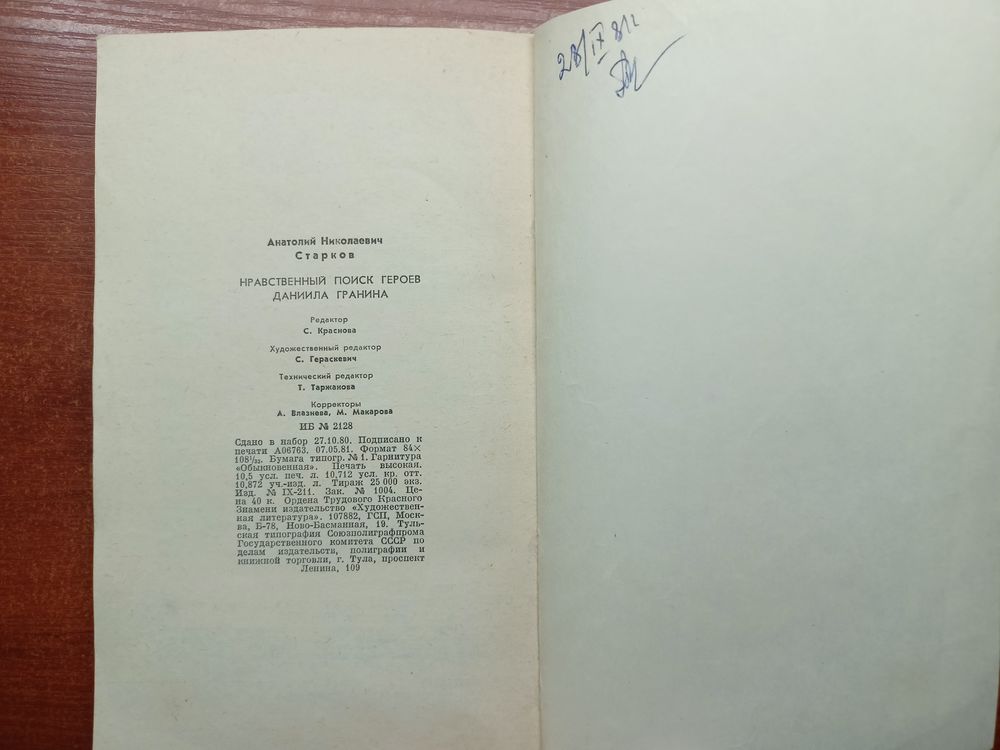 Анатолий Николаевич
Старков
НРАВСТВЕННЫЙ ПОИСК ГЕРОЕВ
ДАНИИЛА ГРАНИНА
Редактор
С. Краснова
Художественный редактор
С. Гераскевич
Технический редактор
Т. Таржанова
Корректоры
А. Влазнева, М. Макарова
ИБ № 2128
Сдано в набор 27.10.80. Подписано к
печати А06763. 07.05.81. Формат 84×
108¹/₃₂. Бумага типогр. № 1. Гарнитура
«Обыкновенная». Печать высокая.
10,5 усл. печ. л. 10,712 усл. кр. отт.
10,872 уч.-изд. л. Тираж 25 000 экз.
Изд. № IX-211. Зак. № 1004. Це-
на 40 к. Ордена Трудового Красного
Знамени издательство «Художествен-
ная литература». 107882, ГСП, Моск-
ва, Б-78, Ново-Басманная, 19. Туль-
ская типография Союзполиграфпрома
Государственного комитета СССР по
делам издательств, полиграфии и
книжной торговли, г. Тула, проспект
Ленина, 109
28/IX